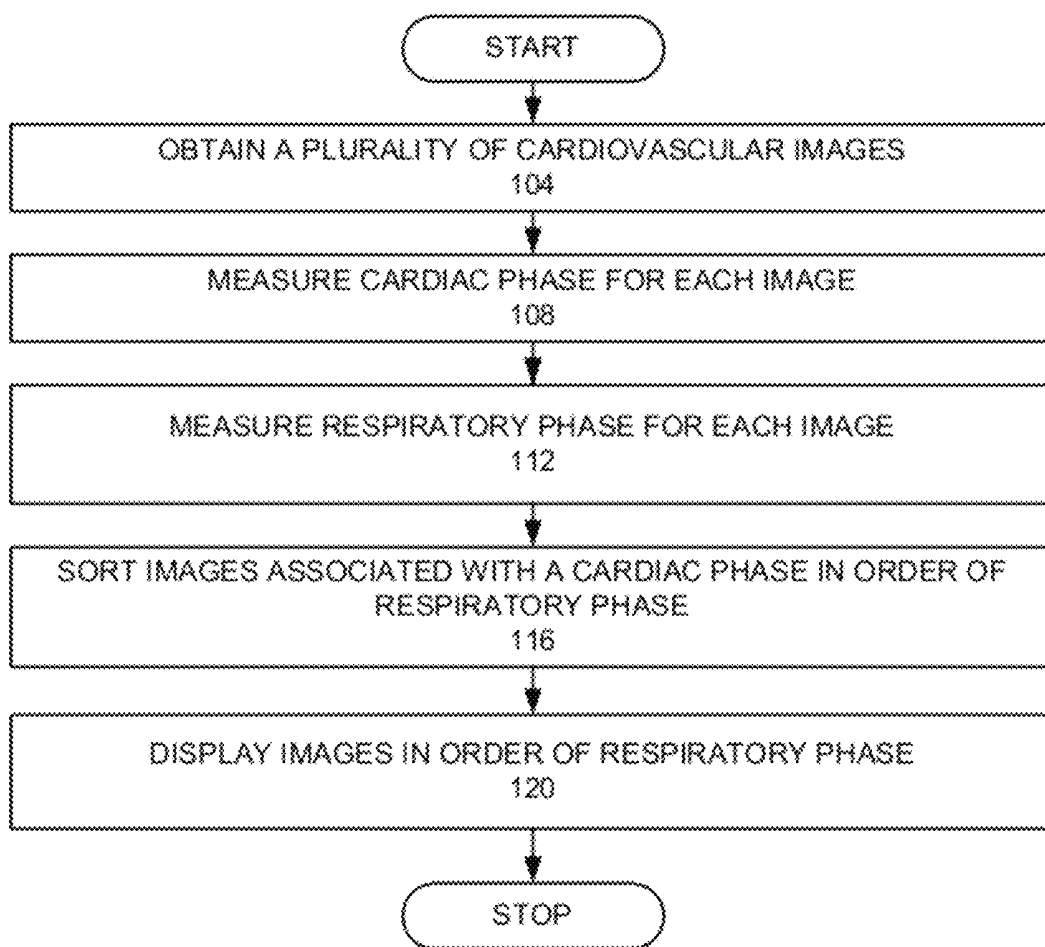 START
OBTAIN A PLURALITY OF CARDIOVASCULAR IMAGES
104
MEASURE CARDIAC PHASE FOR EACH IMAGE
108
MEASURE RESPIRATORY PHASE FOR EACH IMAGE
112
SORT IMAGES ASSOCIATED WITH A CARDIAC PHASE IN ORDER OF
RESPIRATORY PHASE
116
DISPLAY IMAGES IN ORDER OF RESPIRATORY PHASE
120
STOP